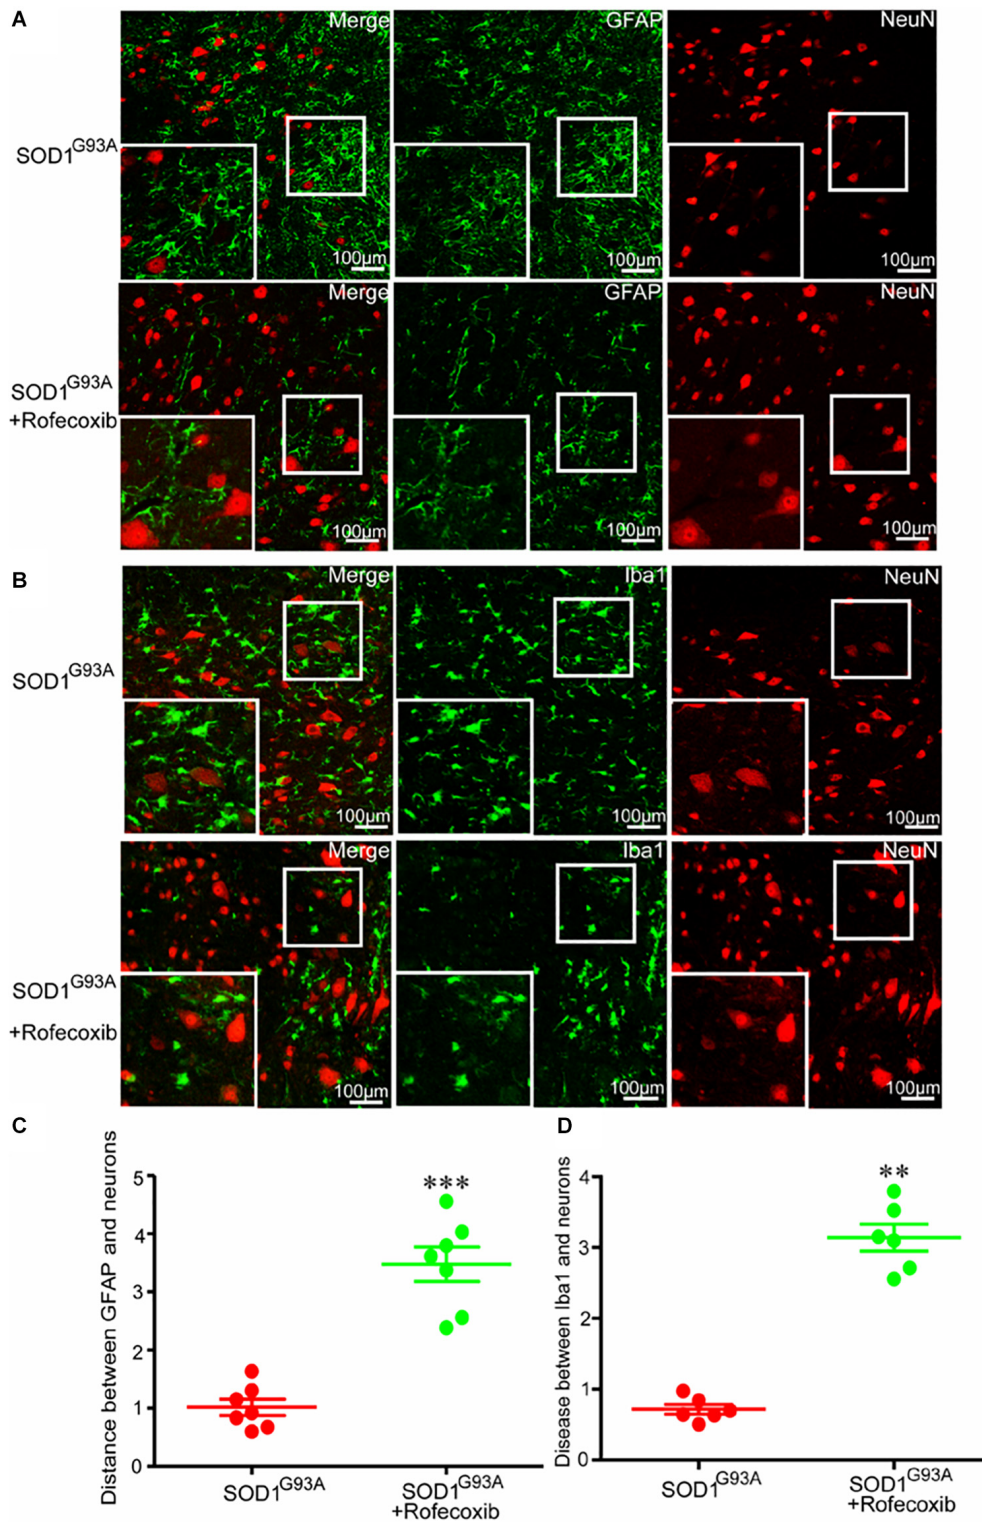 A
Merge
GFAP
NeuN
SOD1G93A
100μm
100μm
100μm
Merge
GFAP
NeuN
SOD1G93A
+Rofecoxib
100μm
100μm
100μm
B
Merge
Iba1
NeuN
SOD1G93A
100μm
100μm
100μm
Merge
Iba1
NeuN
SOD1G93A
+Rofecoxib
100μm
100μm
100μm
C
Distance between GFAP and neurons
5
4
3
2
1
0
***
SOD1G93A
SOD1G93A
+Rofecoxib
D
Disease between Iba1 and neurons
4
3
2
1
0
**
SOD1G93A
SOD1G93A
+Rofecoxib